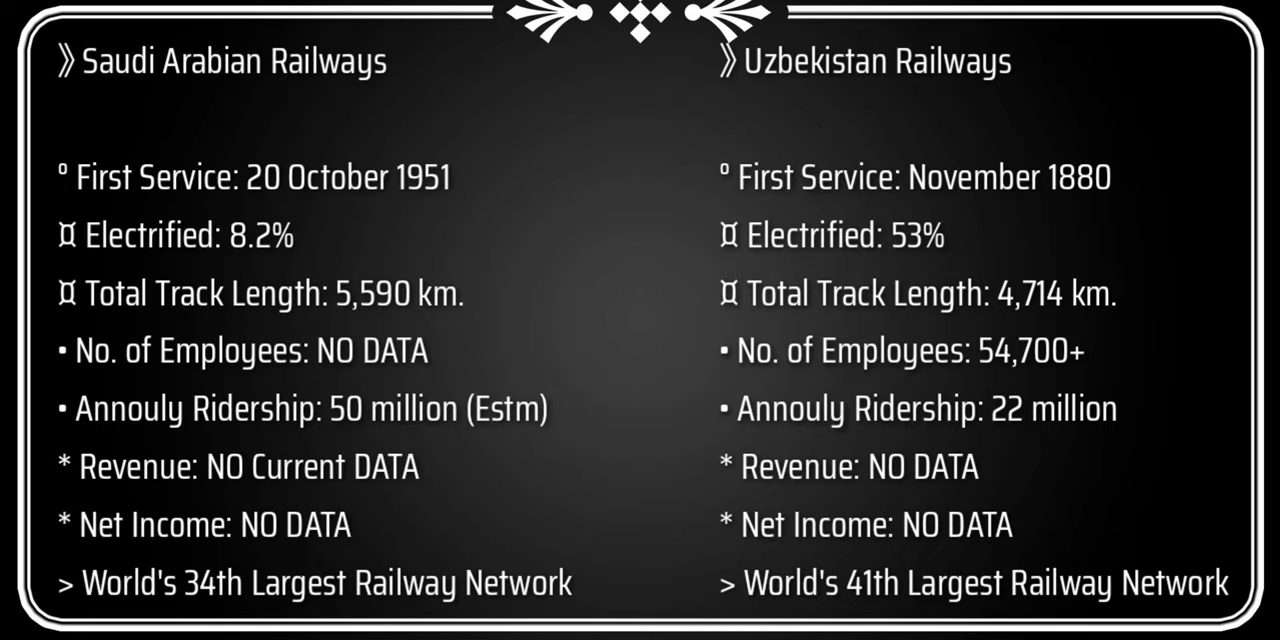 》Saudi Arabian Railways
° First Service: 20 October 1951
¤ Electrified: 8.2%
¤ Total Track Length: 5,590 km.
• No. of Employees: NO DATA
• Annouly Ridership: 50 million (Estm)
* Revenue: NO Current DATA
* Net Income: NO DATA
> World's 34th Largest Railway Network
》Uzbekistan Railways
° First Service: November 1880
¤ Electrified: 53%
¤ Total Track Length: 4,714 km.
• No. of Employees: 54,700+
• Annouly Ridership: 22 million
* Revenue: NO DATA
* Net Income: NO DATA
> World's 41th Largest Railway Network